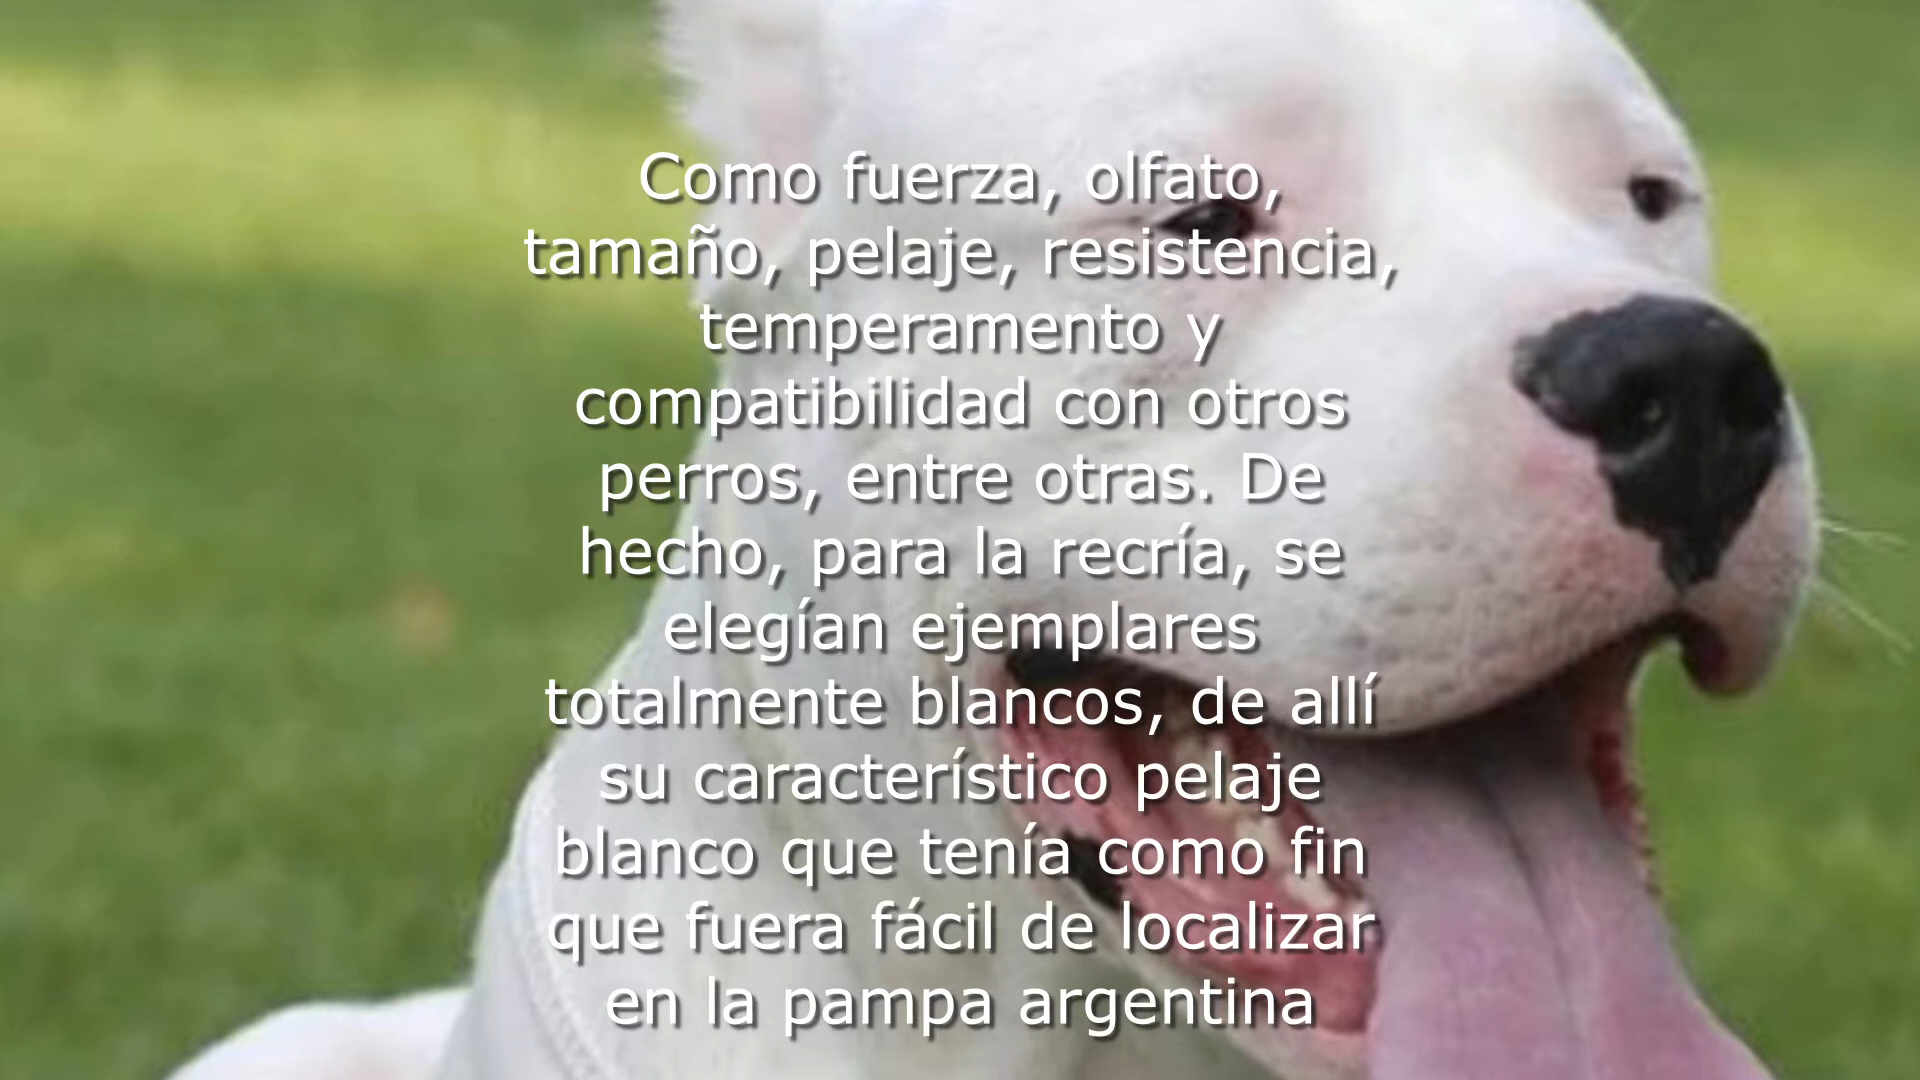 Como fuerza, olfato,
tamaño, pelaje, resistencia,
temperamento y
compatibilidad con otros
perros, entre otras. De
hecho, para la recría, se
elegían ejemplares
totalmente blancos, de allí
su característico pelaje
blanco que tenía como fin
que fuera fácil de localizar
en la pampa argentina